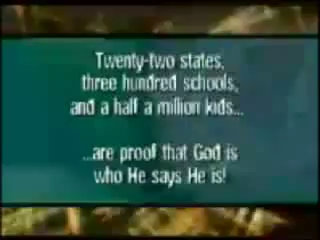 Twenty-two states,
three hundred schools,
and a half a million kids...
...are proof that God is
who He says He is!